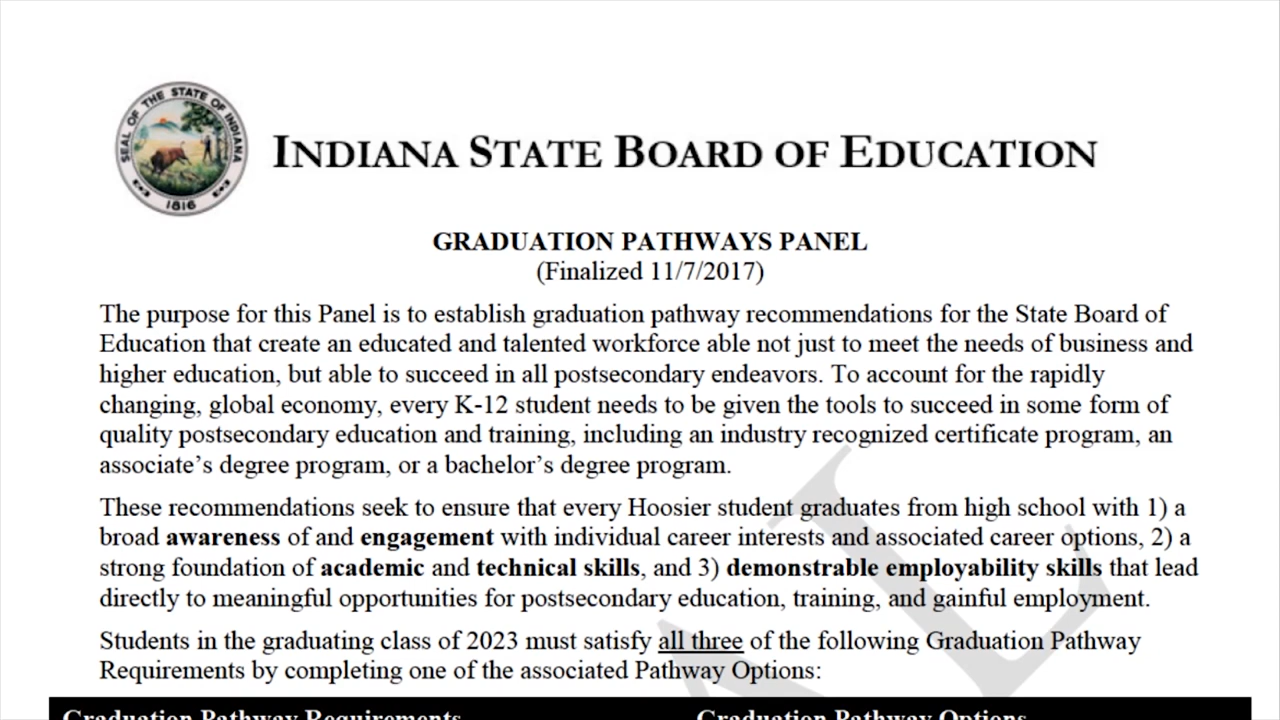 SEAL OF THE STATE OF INDIANA
1816
INDIANA STATE BOARD OF EDUCATION
GRADUATION PATHWAYS PANEL
(Finalized 11/7/2017)
The purpose for this Panel is to establish graduation pathway recommendations for the State Board of
Education that create an educated and talented workforce able not just to meet the needs of business and
higher education, but able to succeed in all postsecondary endeavors. To account for the rapidly
changing, global economy, every K-12 student needs to be given the tools to succeed in some form of
quality postsecondary education and training, including an industry recognized certificate program, an
associate’s degree program, or a bachelor’s degree program.
These recommendations seek to ensure that every Hoosier student graduates from high school with 1) a
broad awareness of and engagement with individual career interests and associated career options, 2) a
strong foundation of academic and technical skills, and 3) demonstrable employability skills that lead
directly to meaningful opportunities for postsecondary education, training, and gainful employment.
Students in the graduating class of 2023 must satisfy all three of the following Graduation Pathway
Requirements by completing one of the associated Pathway Options:
Graduation Pathway Requirements Graduation Pathway Options